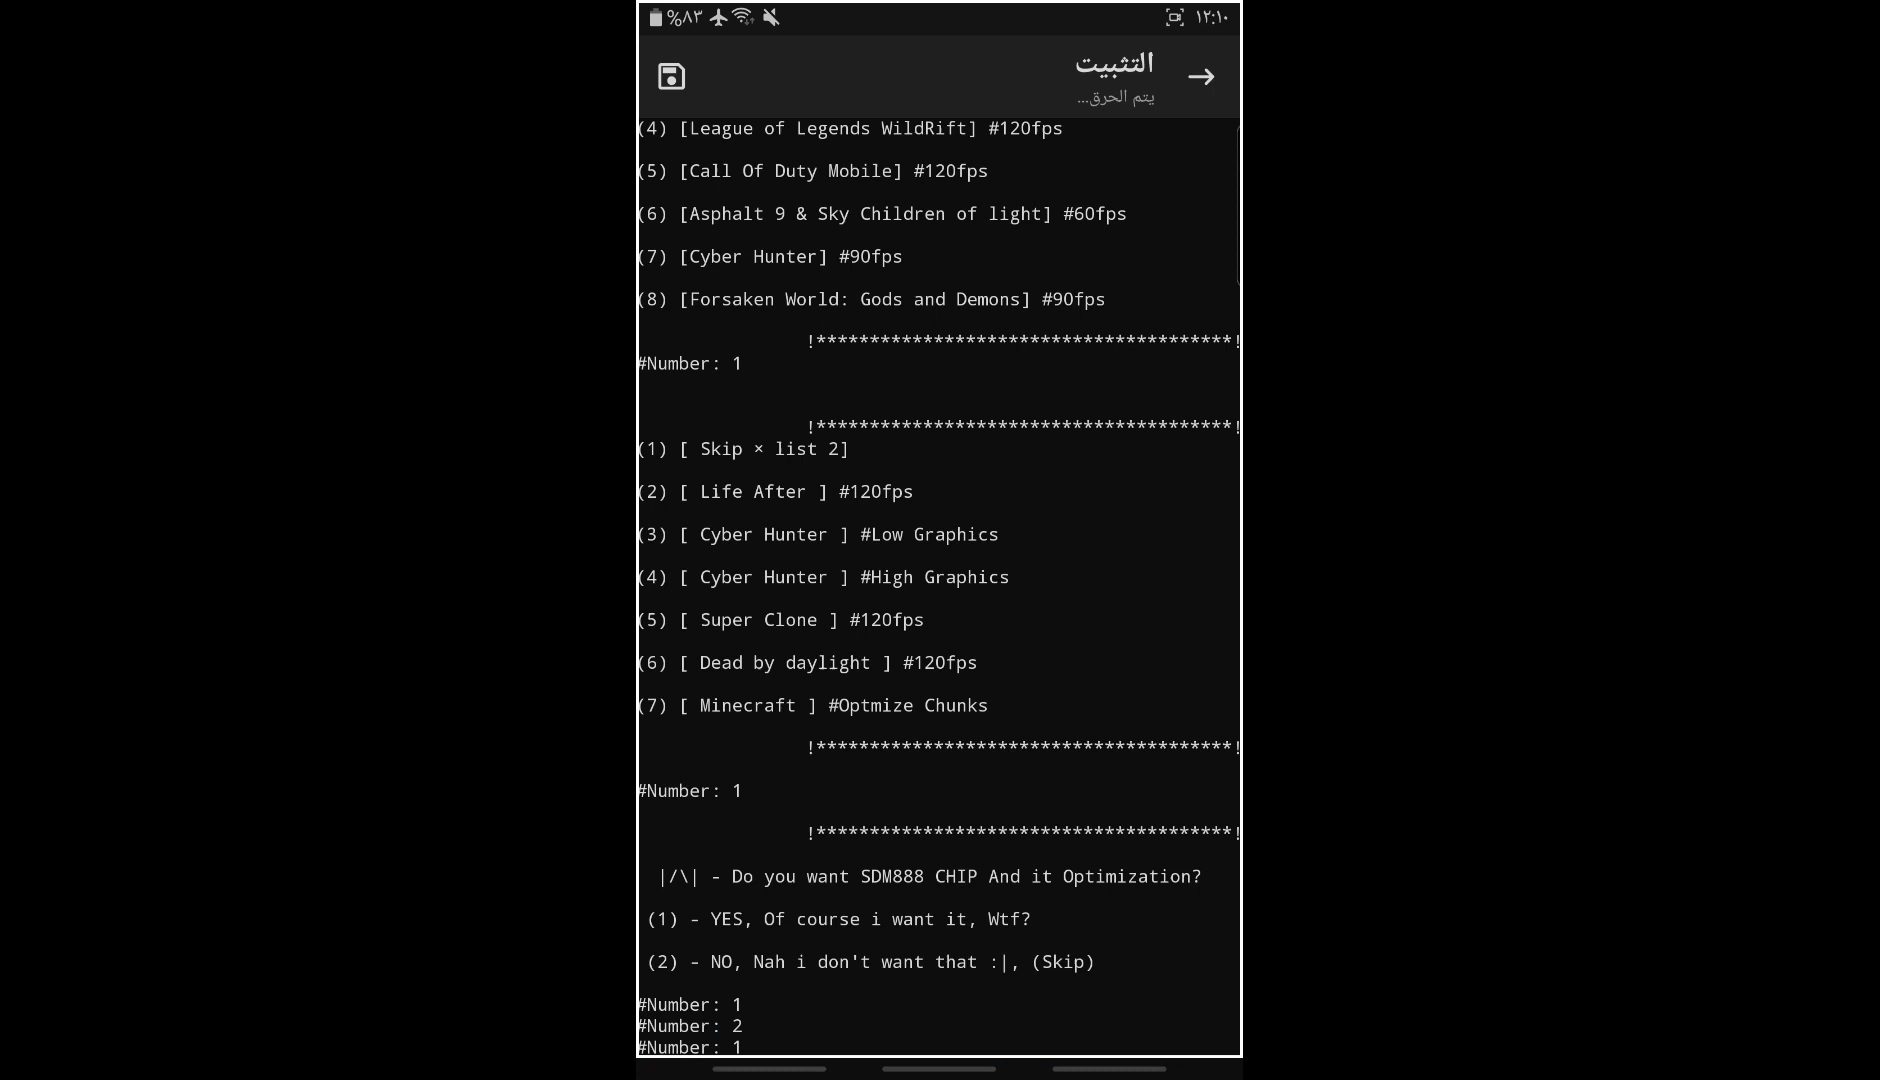 %٨٣ ١٢:١٠
التثبيت
يتم الحرق...
(4) [League of Legends WildRift] #120fps
(5) [Call Of Duty Mobile] #120fps
(6) [Asphalt 9 & Sky Children of light] #60fps
(7) [Cyber Hunter] #90fps
(8) [Forsaken World: Gods and Demons] #90fps
!***************************************!
#Number: 1
!***************************************!
(1) [ Skip × list 2]
(2) [ Life After ] #120fps
(3) [ Cyber Hunter ] #Low Graphics
(4) [ Cyber Hunter ] #High Graphics
(5) [ Super Clone ] #120fps
(6) [ Dead by daylight ] #120fps
(7) [ Minecraft ] #Optmize Chunks
!***************************************!
#Number: 1
!***************************************!
|/\| - Do you want SDM888 CHIP And it Optimization?
(1) - YES, Of course i want it, Wtf?
(2) - NO, Nah i don't want that :|, (Skip)
#Number: 1
#Number: 2
#Number: 1